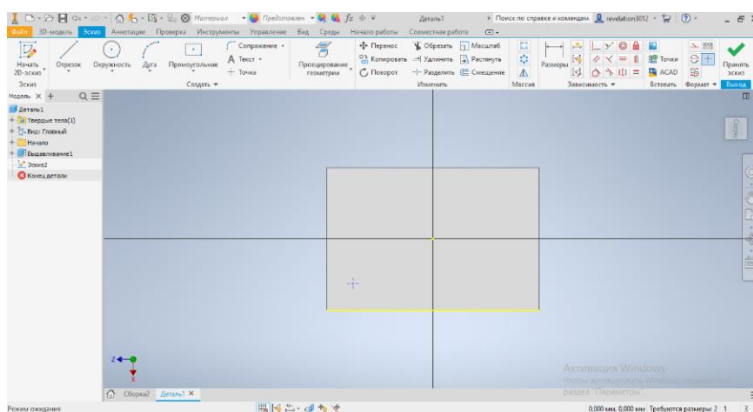 Материал
Предполован
Деталь1
Поиск по справке и командам
revelation3012
Файл 3D-модель Эскиз Аннотации Проверка Инструменты Управление Вид Среды Начало работы Совместная работа
Начать 2D-эскиз
Отрезок
Окружность
Дуга
Прямоугольник
Сопряжение
Текст
Точка
Проецирование геометрии
Перенос
Копировать
Поворот
Обрезать
Удлинить
Разделить
Масштаб
Растянуть
Смещение
Размеры
Точки
ACAD
Принять эскиз
Эскиз Создать Изменить Массив Зависимость Вставить Формат Выход
Модель
Деталь1
Твердые тела(1)
Вид: Главный
Начало
Выдавливание1
Эскиз2
Конец детали
Z
X
Активация Windows
Сборка2 Деталь1
Режим ожидания
0,000 мм, 0,000 мм Требуются размеры: 2 1 3